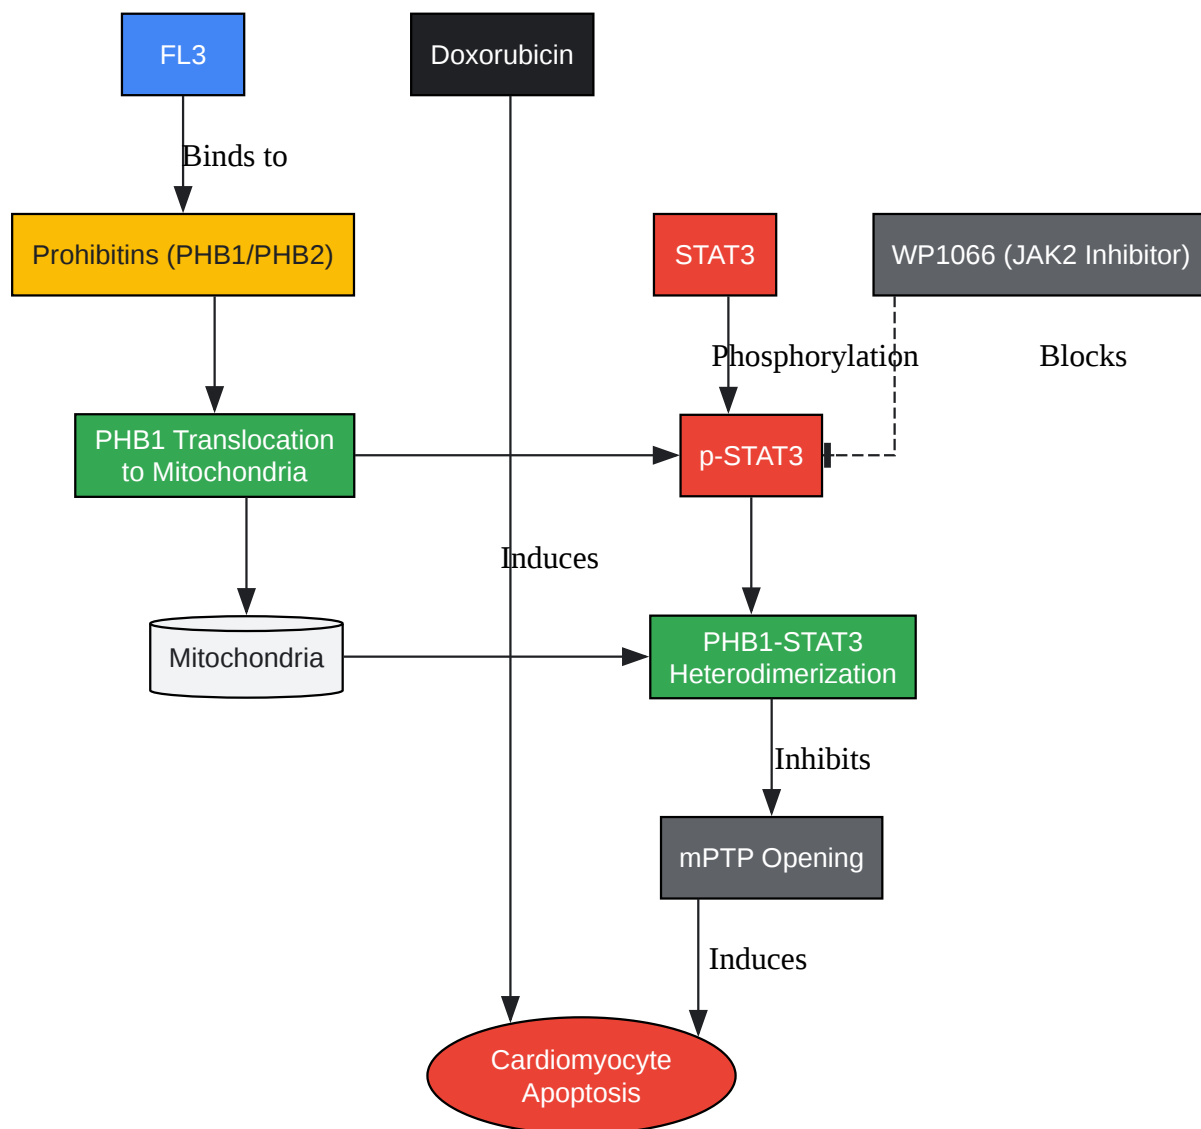 FL3
Doxorubicin
Binds to
Prohibitins (PHB1/PHB2)
STAT3
WP1066 (JAK2 Inhibitor)
Phosphorylation
Blocks
PHB1 Translocation
to Mitochondria
p-STAT3
Induces
Mitochondria
PHB1-STAT3
Heterodimerization
Inhibits
mPTP Opening
Induces
Cardiomyocyte
Apoptosis